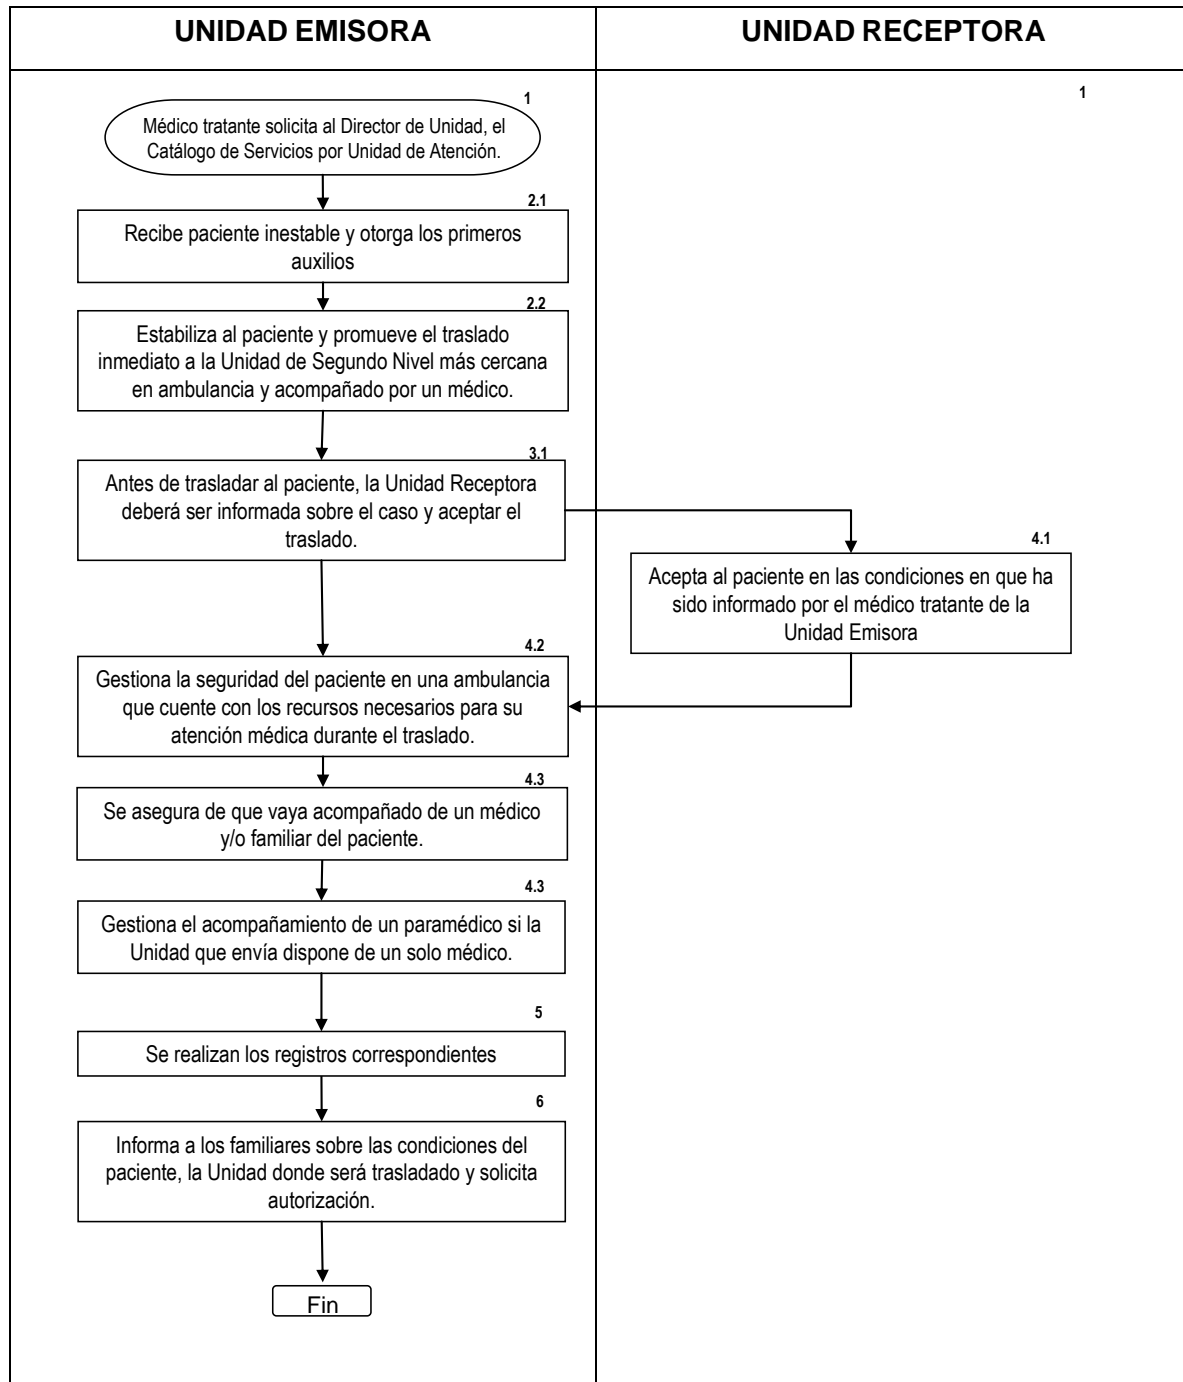 UNIDAD EMISORA
UNIDAD RECEPTORA
1
1
Médico tratante solicita al Director de Unidad, el
Catálogo de Servicios por Unidad de Atención.
2.1
Recibe paciente inestable y otorga los primeros
auxilios
2.2
Estabiliza al paciente y promueve el traslado
inmediato a la Unidad de Segundo Nivel más cercana
en ambulancia y acompañado por un médico.
3.1
Antes de trasladar al paciente, la Unidad Receptora
deberá ser informada sobre el caso y aceptar el
traslado.
4.1
Acepta al paciente en las condiciones en que ha
sido informado por el médico tratante de la
Unidad Emisora
4.2
Gestiona la seguridad del paciente en una ambulancia
que cuente con los recursos necesarios para su
atención médica durante el traslado.
4.3
Se asegura de que vaya acompañado de un médico
y/o familiar del paciente.
4.3
Gestiona el acompañamiento de un paramédico si la
Unidad que envía dispone de un solo médico.
5
Se realizan los registros correspondientes
6
Informa a los familiares sobre las condiciones del
paciente, la Unidad donde será trasladado y solicita
autorización.
Fin